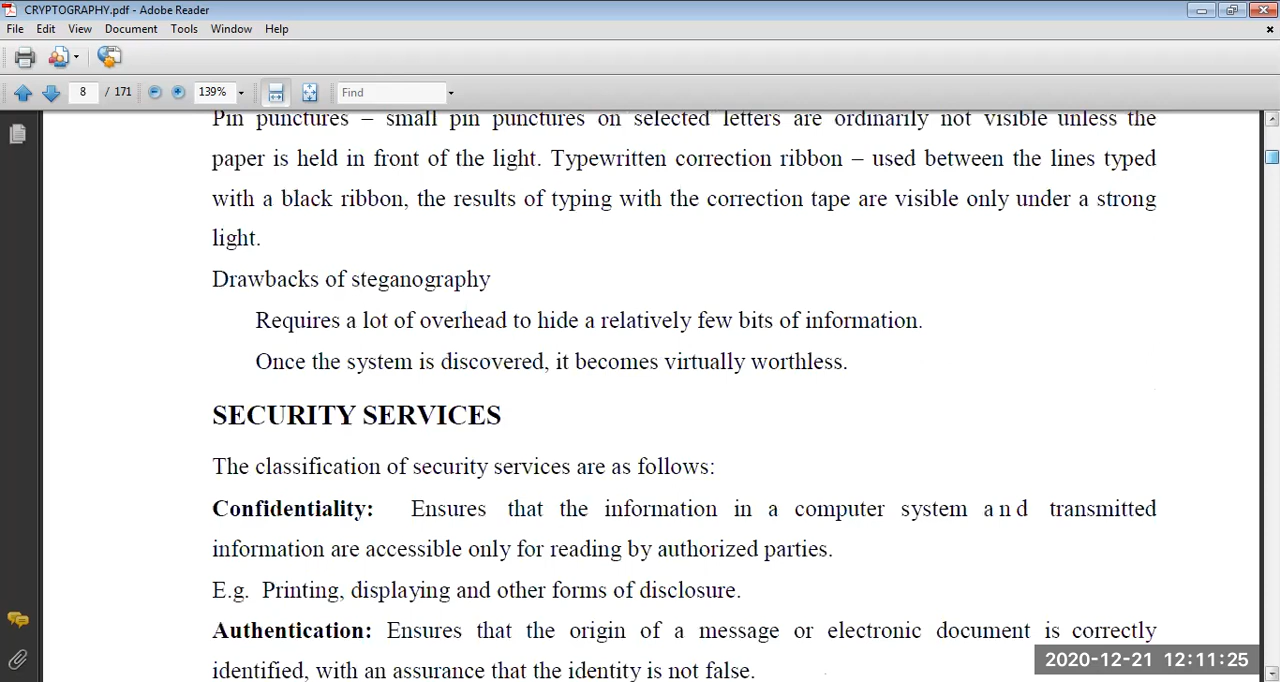 CRYPTOGRAPHY.pdf - Adobe Reader
File Edit View Document Tools Window Help
8 / 171 139% Find
Pin punctures – small pin punctures on selected letters are ordinarily not visible unless the
paper is held in front of the light. Typewritten correction ribbon – used between the lines typed
with a black ribbon, the results of typing with the correction tape are visible only under a strong
light.
Drawbacks of steganography
Requires a lot of overhead to hide a relatively few bits of information.
Once the system is discovered, it becomes virtually worthless.
SECURITY SERVICES
The classification of security services are as follows:
Confidentiality: Ensures that the information in a computer system a n d transmitted
information are accessible only for reading by authorized parties.
E.g. Printing, displaying and other forms of disclosure.
Authentication: Ensures that the origin of a message or electronic document is correctly
identified, with an assurance that the identity is not false.
2020-12-21 12:11:25